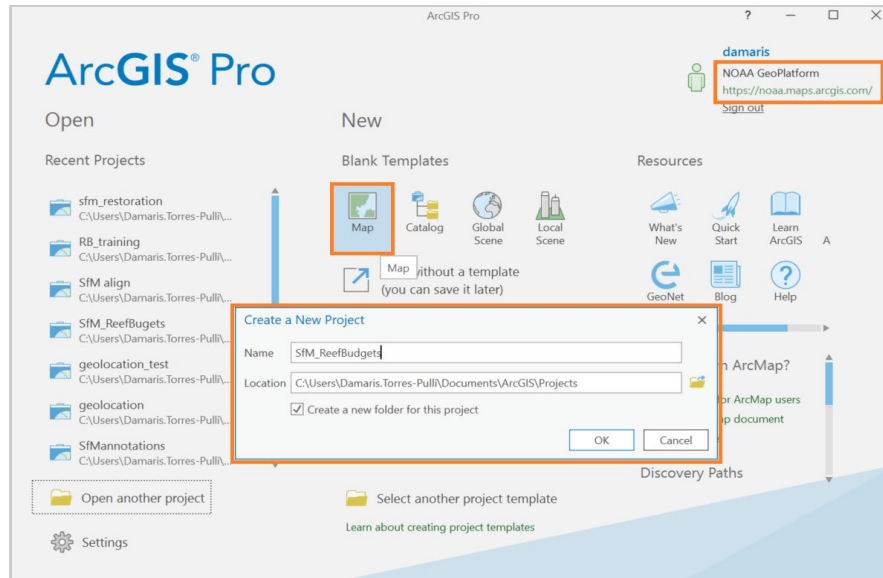 ArcGIS Pro
?
ArcGIS® Pro
damaris
NOAA GeoPlatform
https://noaa.maps.arcgis.com/
Sign out
Open
New
Recent Projects
Blank Templates
Resources
sfm_restoration
C:\Users\Damaris.Torres-Pulli\...
RB_training
C:\Users\Damaris.Torres-Pulli\...
SfM align
C:\Users\Damaris.Torres-Pulli\...
SfM_ReefBugets
C:\Users\Damaris.Torres-Pulli\...
geolocation_test
C:\Users\Damaris.Torres-Pulli\...
geolocation
C:\Users\Damaris.Torres-Pulli\...
SfMannotations
C:\Users\Damaris.Torres-Pulli\...
Open another project
Settings
Map
Catalog
Global
Scene
Local
Scene
Map
without a template
(you can save it later)
What's
New
Quick
Start
Learn
ArcGIS
A
GeoNet
Blog
Help
Create a New Project
Name
SfM_ReefBudgets
Location
C:\Users\Damaris.Torres-Pulli\Documents\ArcGIS\Projects
Create a new folder for this project
OK
Cancel
ArcMap?
for ArcMap users
document
Discovery Paths
Select another project template
Learn about creating project templates